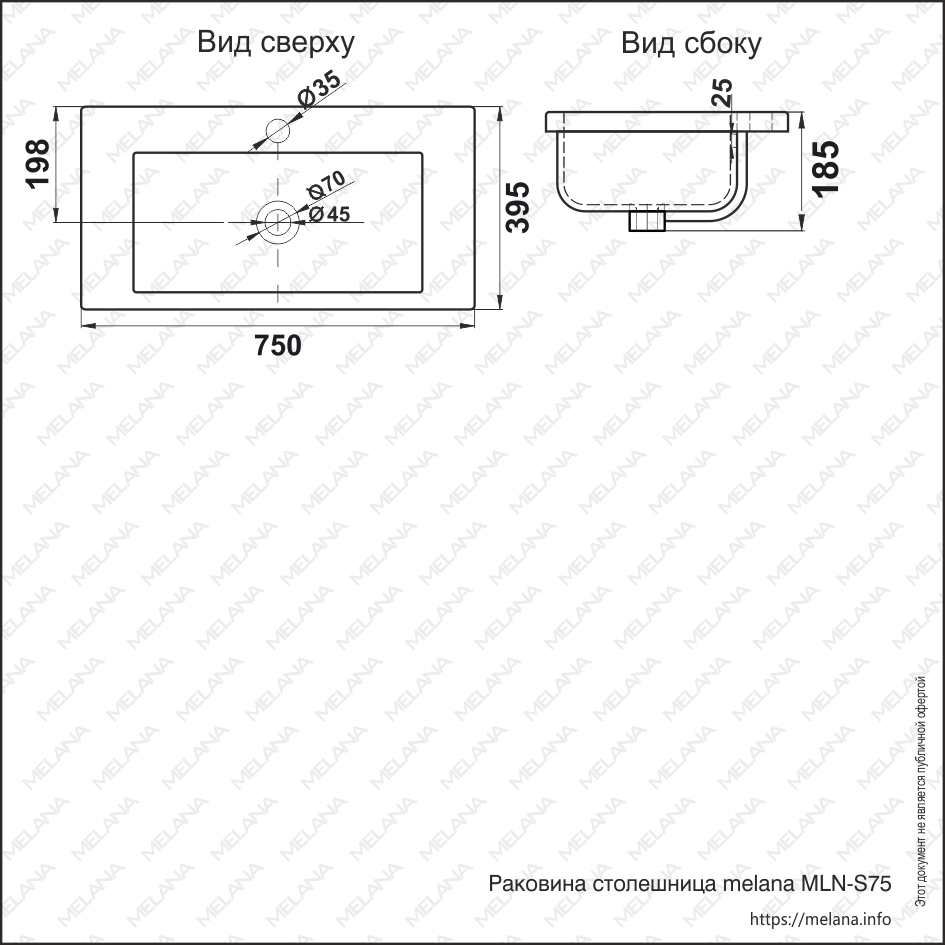 Вид сверху
Вид сбоку
Ø35
25
198
Ø70
Ø45
395
185
750
Этот документ не является публичной офертой
Раковина столешница melana MLN-S75
https://melana.info
MELANA